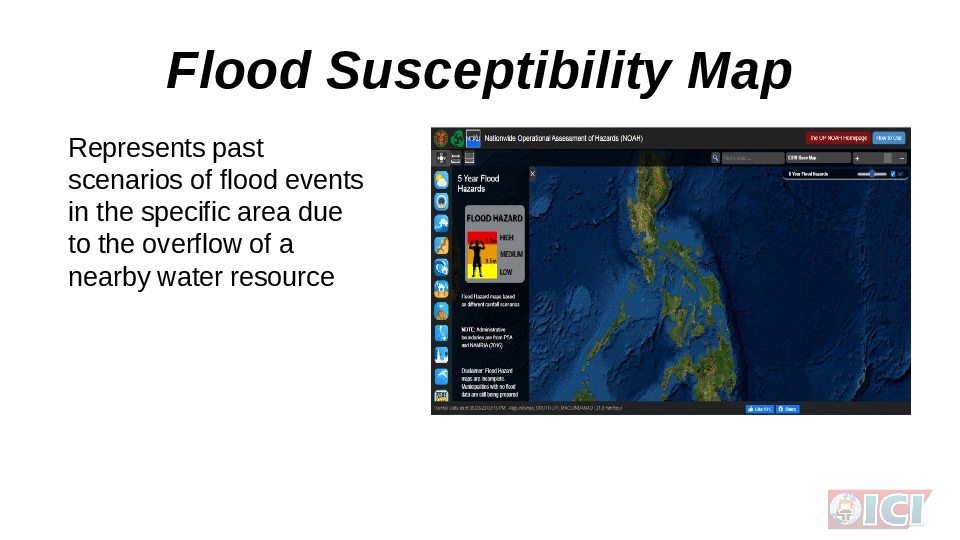 Flood Susceptibility Map
Represents past
scenarios of flood events
in the specific area due
to the overflow of a
nearby water resource
NOAH
Nationwide Operational Assessment of Hazards (NOAH)
The UP NOAH Homepage
How to Use
ESRI Base Map
+
−
5 Year Flood Hazards
5 Year Flood
Hazards
X
FLOOD HAZARD
HIGH
MEDIUM
0.5m
LOW
Flood Hazard maps based
on different rainfall scenarios
NOTE: Administrative
boundaries are from PSA
and NAMRIA (2016)
Disclaimer: Flood Hazard
maps are incomplete.
Municipalities with no flood
data are still being prepared
Share
ICI